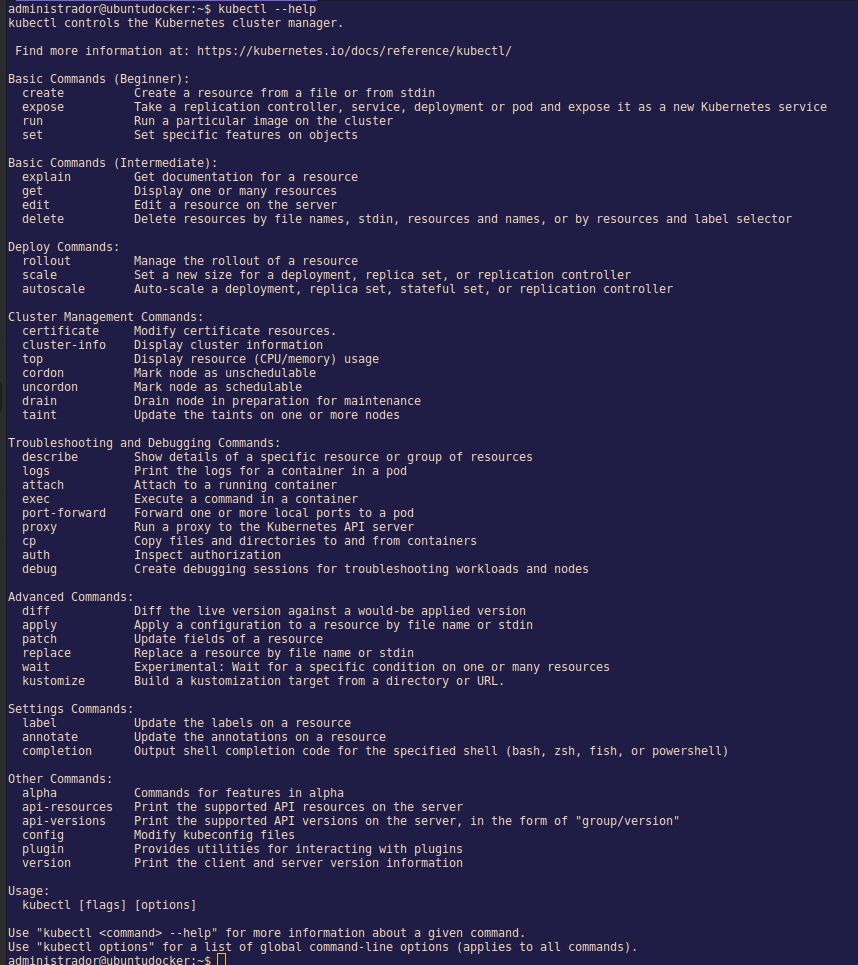 administrador@ubuntudocker:~$ kubectl --help
kubectl controls the Kubernetes cluster manager.

 Find more information at: https://kubernetes.io/docs/reference/kubectl/

Basic Commands (Beginner):
  create          Create a resource from a file or from stdin
  expose          Take a replication controller, service, deployment or pod and expose it as a new Kubernetes service
  run             Run a particular image on the cluster
  set             Set specific features on objects

Basic Commands (Intermediate):
  explain         Get documentation for a resource
  get             Display one or many resources
  edit            Edit a resource on the server
  delete          Delete resources by file names, stdin, resources and names, or by resources and label selector

Deploy Commands:
  rollout         Manage the rollout of a resource
  scale           Set a new size for a deployment, replica set, or replication controller
  autoscale       Auto-scale a deployment, replica set, stateful set, or replication controller

Cluster Management Commands:
  certificate     Modify certificate resources.
  cluster-info    Display cluster information
  top             Display resource (CPU/memory) usage
  cordon          Mark node as unschedulable
  uncordon        Mark node as schedulable
  drain           Drain node in preparation for maintenance
  taint           Update the taints on one or more nodes

Troubleshooting and Debugging Commands:
  describe        Show details of a specific resource or group of resources
  logs            Print the logs for a container in a pod
  attach          Attach to a running container
  exec            Execute a command in a container
  port-forward    Forward one or more local ports to a pod
  proxy           Run a proxy to the Kubernetes API server
  cp              Copy files and directories to and from containers
  auth            Inspect authorization
  debug           Create debugging sessions for troubleshooting workloads and nodes

Advanced Commands:
  diff            Diff the live version against a would-be applied version
  apply           Apply a configuration to a resource by file name or stdin
  patch           Update fields of a resource
  replace         Replace a resource by file name or stdin
  wait            Experimental: Wait for a specific condition on one or many resources
  kustomize       Build a kustomization target from a directory or URL.

Settings Commands:
  label           Update the labels on a resource
  annotate        Update the annotations on a resource
  completion      Output shell completion code for the specified shell (bash, zsh, fish, or powershell)

Other Commands:
  alpha           Commands for features in alpha
  api-resources   Print the supported API resources on the server
  api-versions    Print the supported API versions on the server, in the form of "group/version"
  config          Modify kubeconfig files
  plugin          Provides utilities for interacting with plugins
  version         Print the client and server version information

Usage:
  kubectl [flags] [options]

Use "kubectl <command> --help" for more information about a given command.
Use "kubectl options" for a list of global command-line options (applies to all commands).
administrador@ubuntudocker:~$